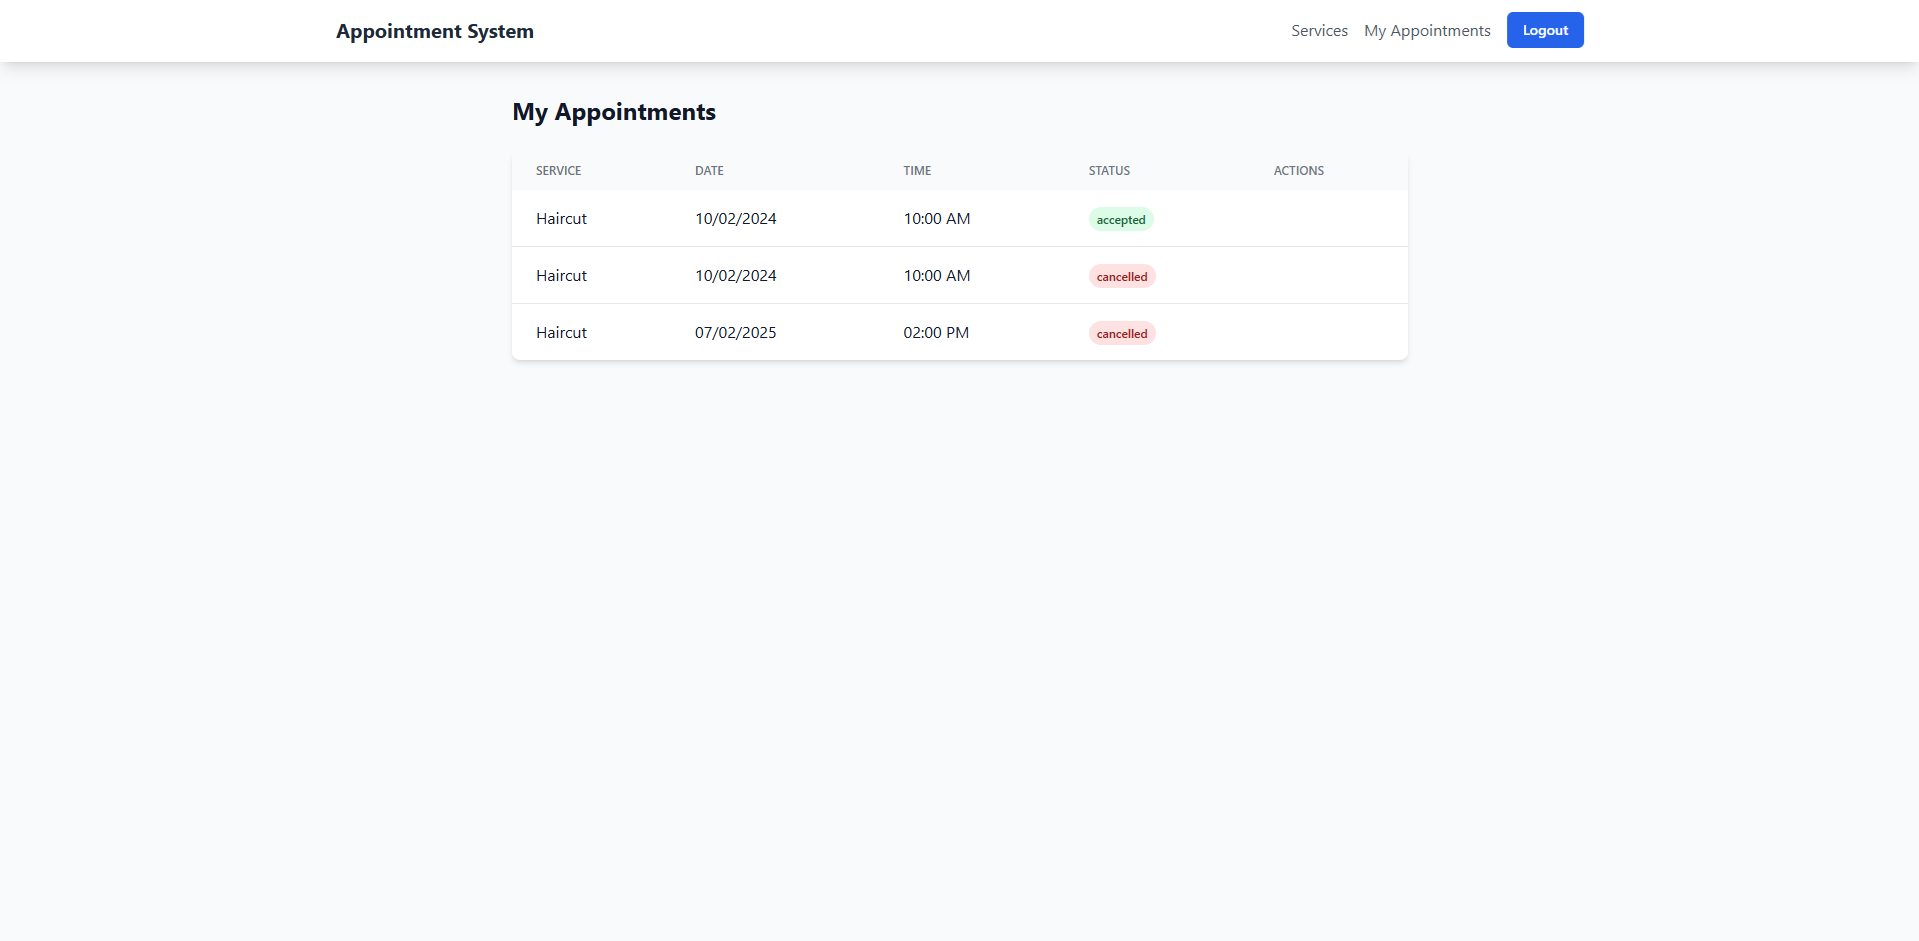 Appointment System Services My Appointments Logout
My Appointments
SERVICE DATE TIME STATUS ACTIONS
Haircut 10/02/2024 10:00 AM accepted
Haircut 10/02/2024 10:00 AM cancelled
Haircut 07/02/2025 02:00 PM cancelled